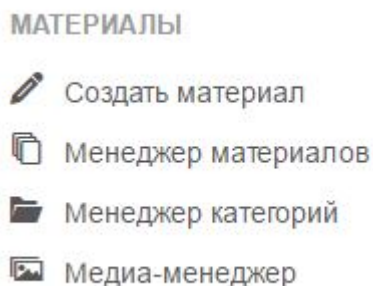 МАТЕРИАЛЫ
Создать материал
Менеджер материалов
Менеджер категорий
Медиа-менеджер